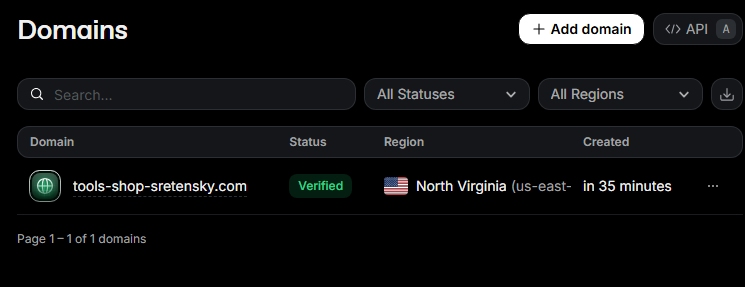 Domains
+ Add domain
</> API A
Search...
All Statuses
All Regions
Domain Status Region Created
tools-shop-sretensky.com Verified North Virginia (us-east- in 35 minutes ...
Page 1 – 1 of 1 domains